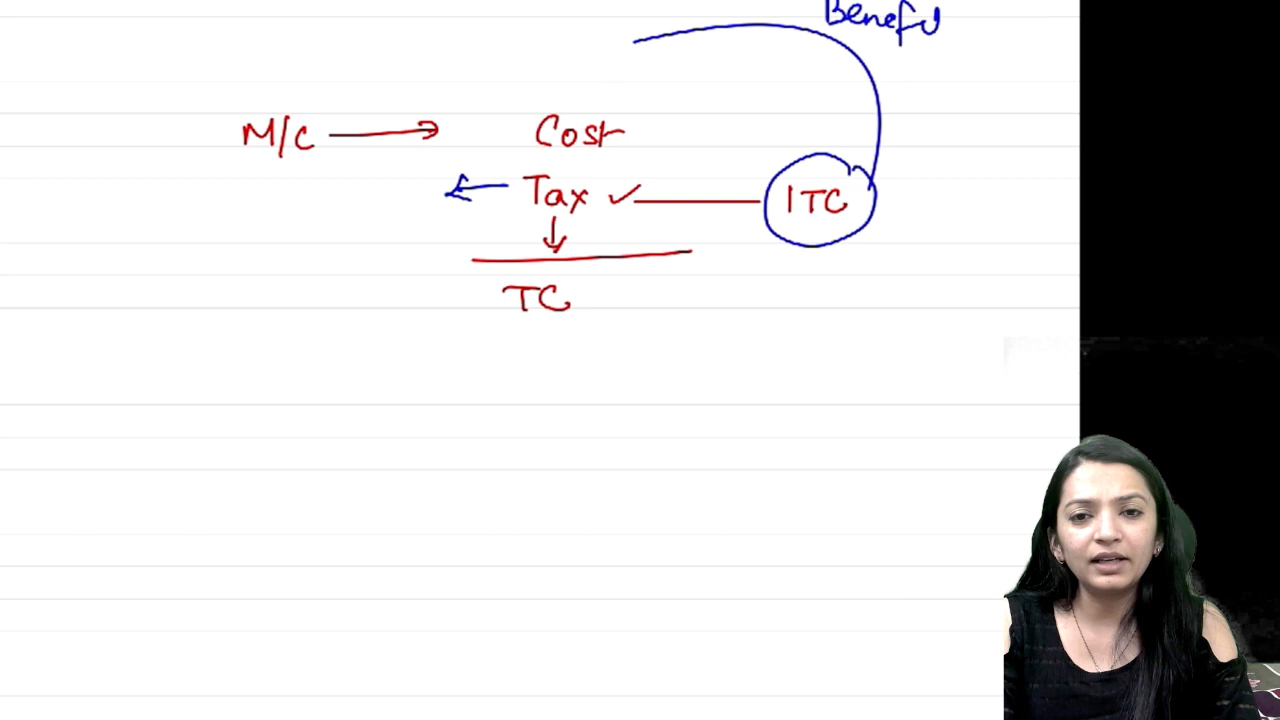 Benefit
M/C → Cost
← Tax ✓ ITC
↓
TC